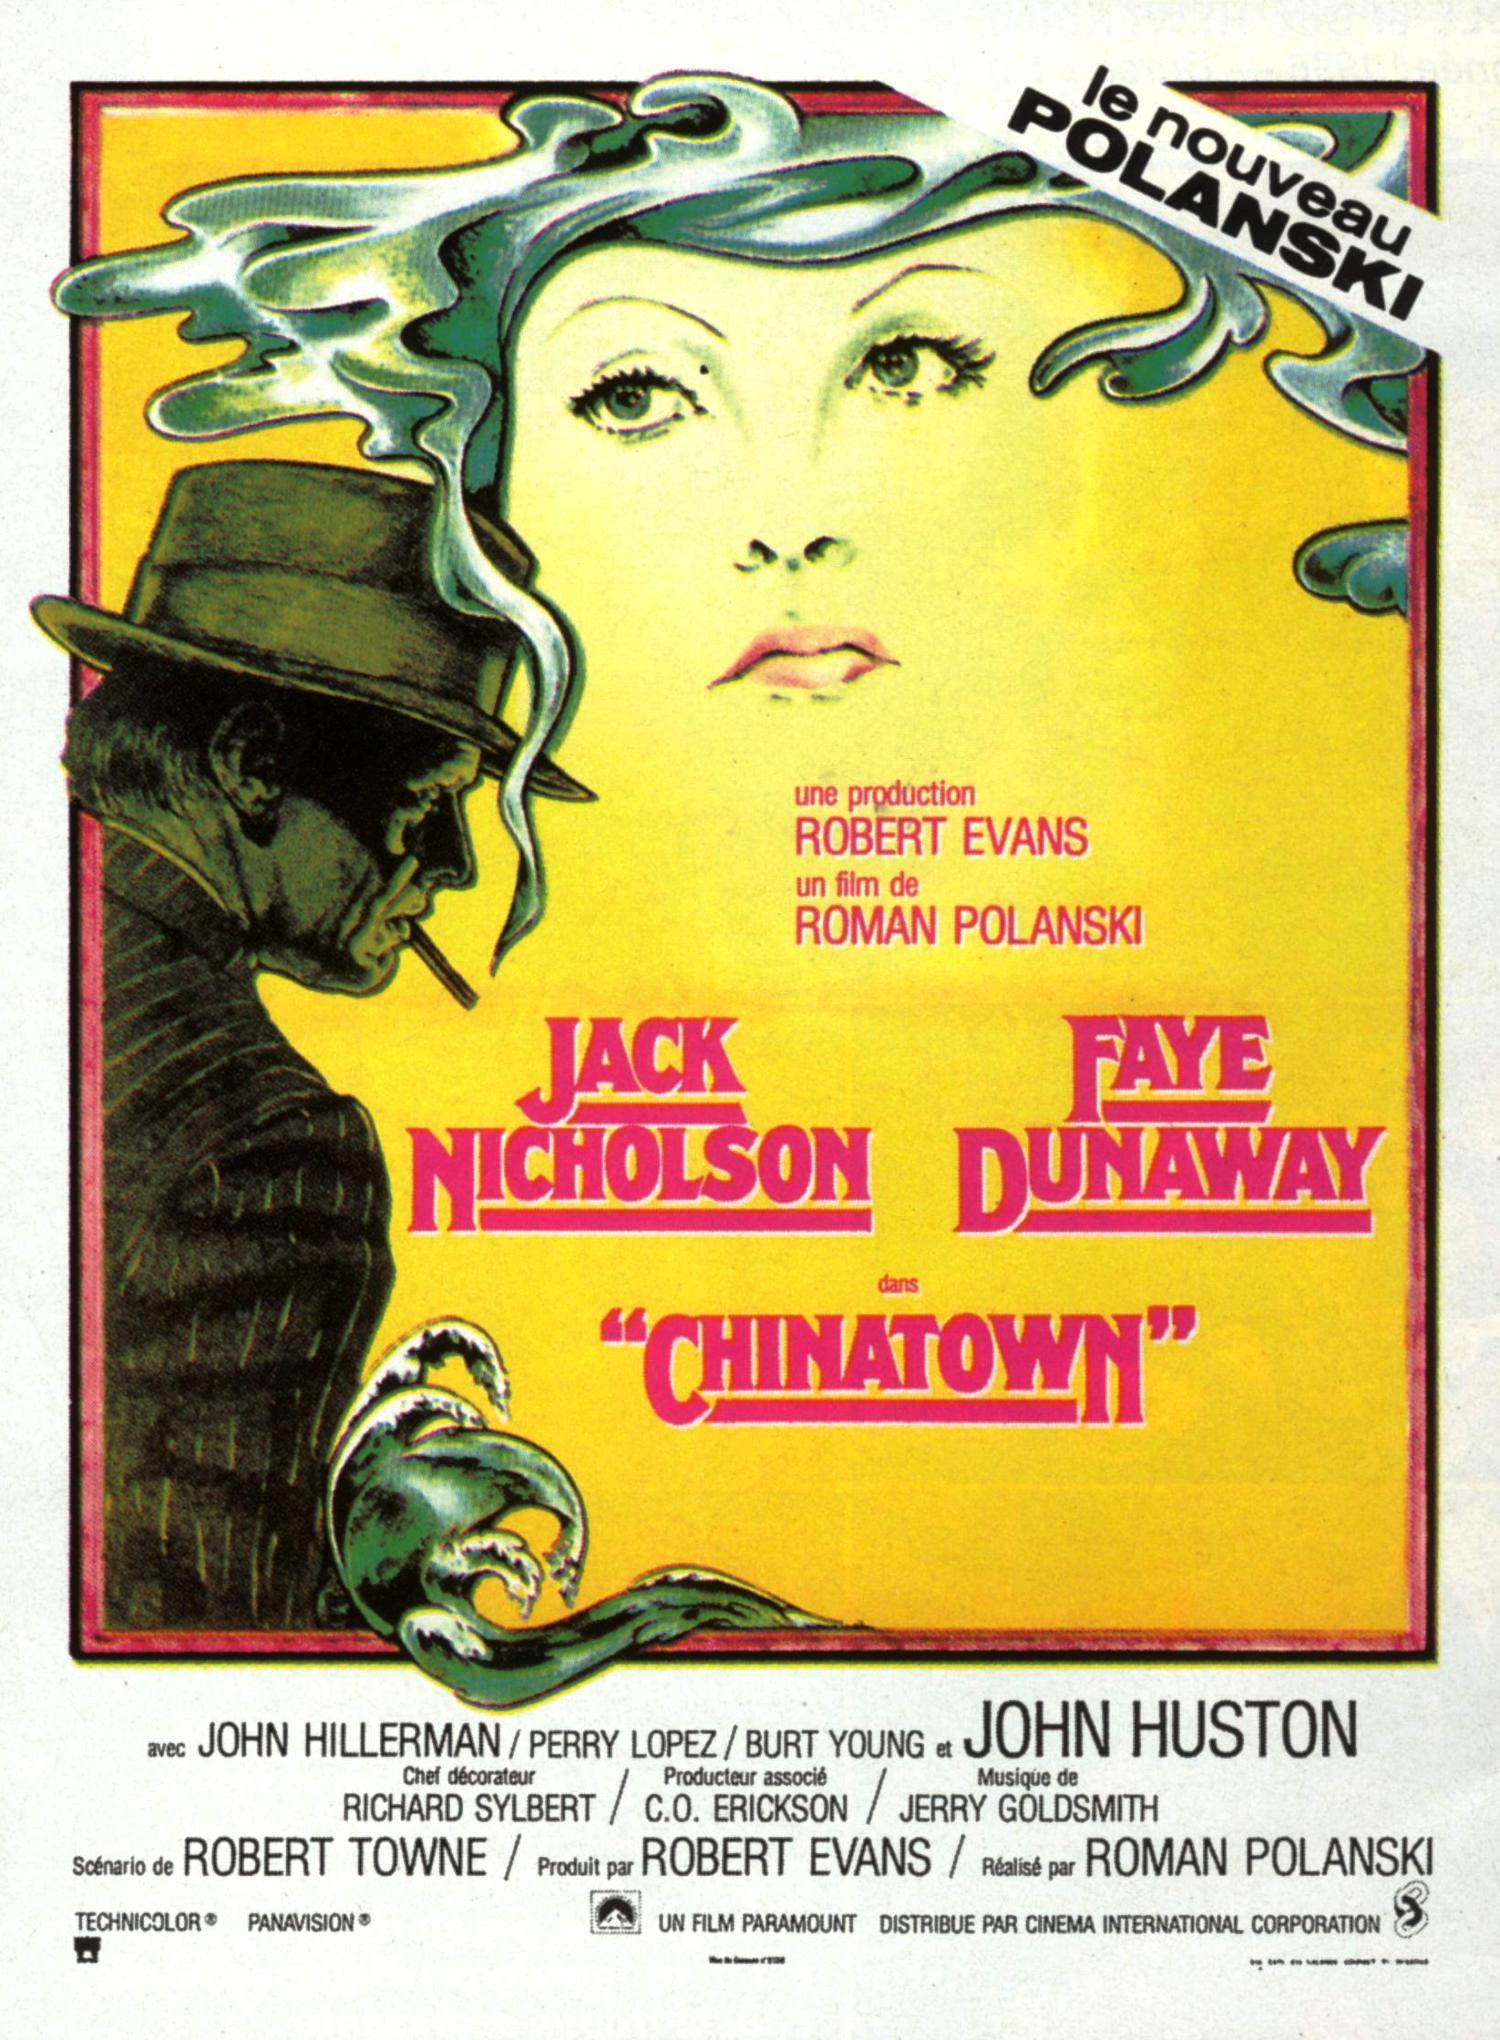 le nouveau
POLANSKI
une production
ROBERT EVANS
un film de
ROMAN POLANSKI
JACK
NICHOLSON
FAYE
DUNAWAY
dans
"CHINATOWN"
avec JOHN HILLERMAN / PERRY LOPEZ / BURT YOUNG et JOHN HUSTON
Chef décorateur
RICHARD SYLBERT /
Producteur associé
C.O. ERICKSON /
Musique de
JERRY GOLDSMITH
Scénario de ROBERT TOWNE / Produit par ROBERT EVANS / Réalisé par ROMAN POLANSKI
TECHNICOLOR® PANAVISION® UN FILM PARAMOUNT DISTRIBUE PAR CINEMA INTERNATIONAL CORPORATION